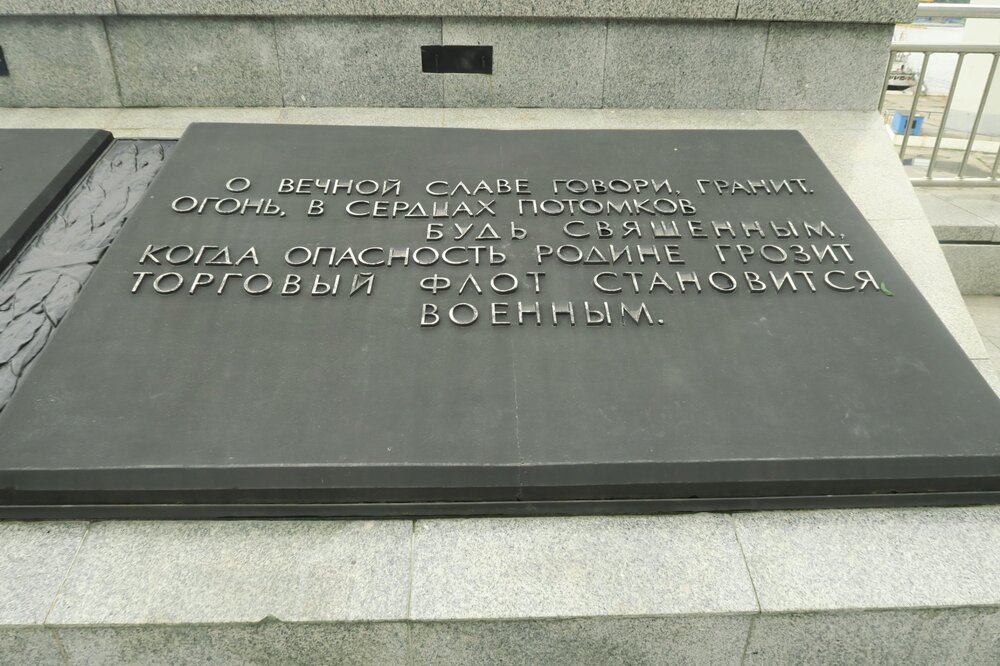 О ВЕЧНОЙ СЛАВЕ ГОВОРИ, ГРАНИТ.
ОГОНЬ, В СЕРДЦАХ ПОТОМКОВ
БУДЬ СВЯЩЕННЫМ,
КОГДА ОПАСНОСТЬ РОДИНЕ ГРОЗИТ
ТОРГОВЫЙ ФЛОТ СТАНОВИТСЯ
ВОЕННЫМ.